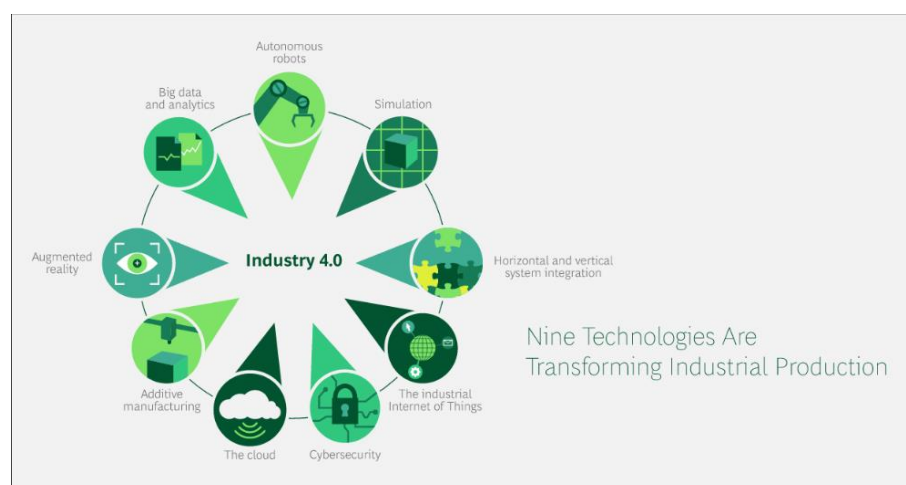 Autonomous
robots
Simulation
Horizontal and vertical
system integration
The industrial
Internet of Things
Cybersecurity
The cloud
Additive
manufacturing
Augmented
reality
Big data
and analytics
Industry 4.0
Nine Technologies Are
Transforming Industrial Production